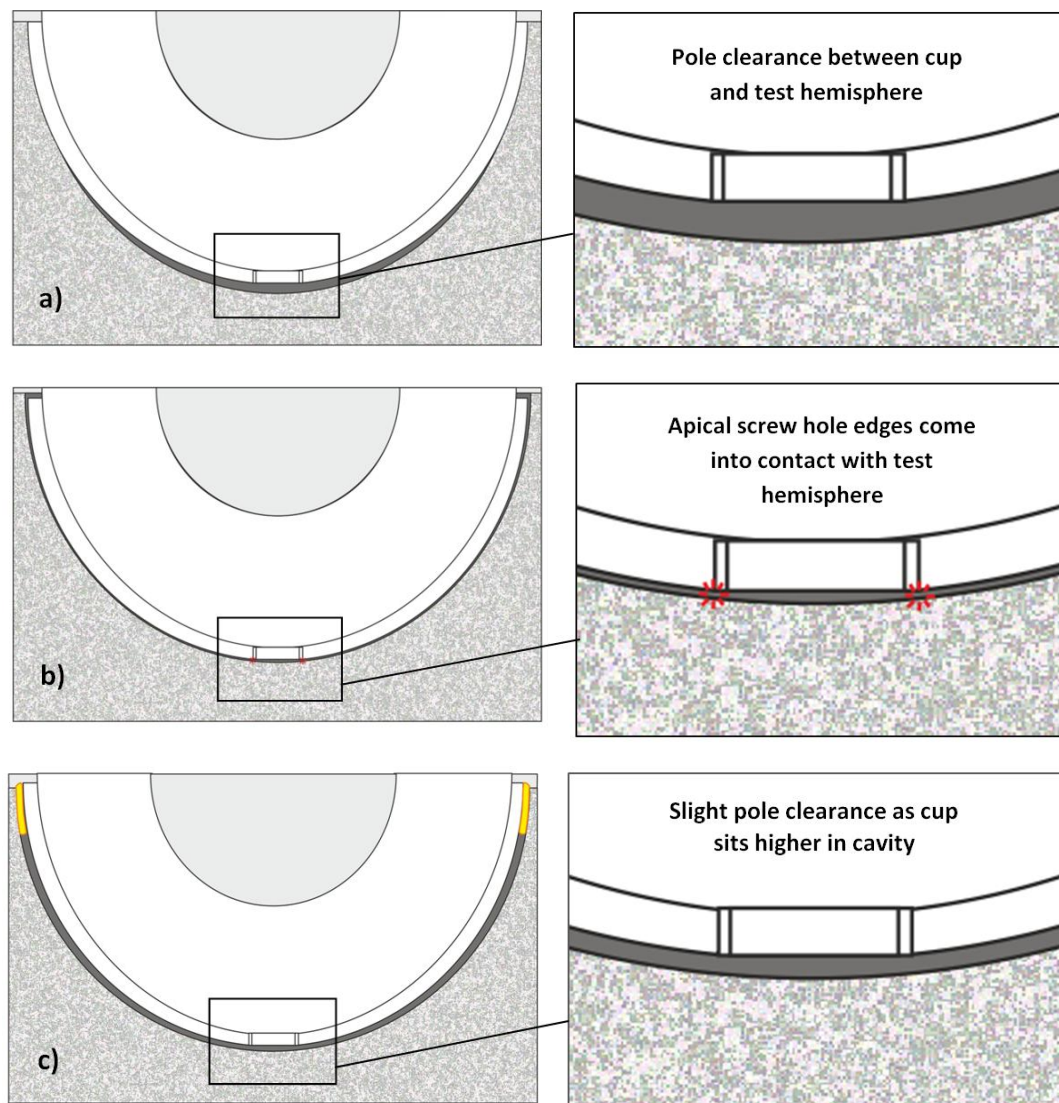 Pole clearance between cup
and test hemisphere
a)
Apical screw hole edges come
into contact with test
hemisphere
b)
Slight pole clearance as cup
sits higher in cavity
c)